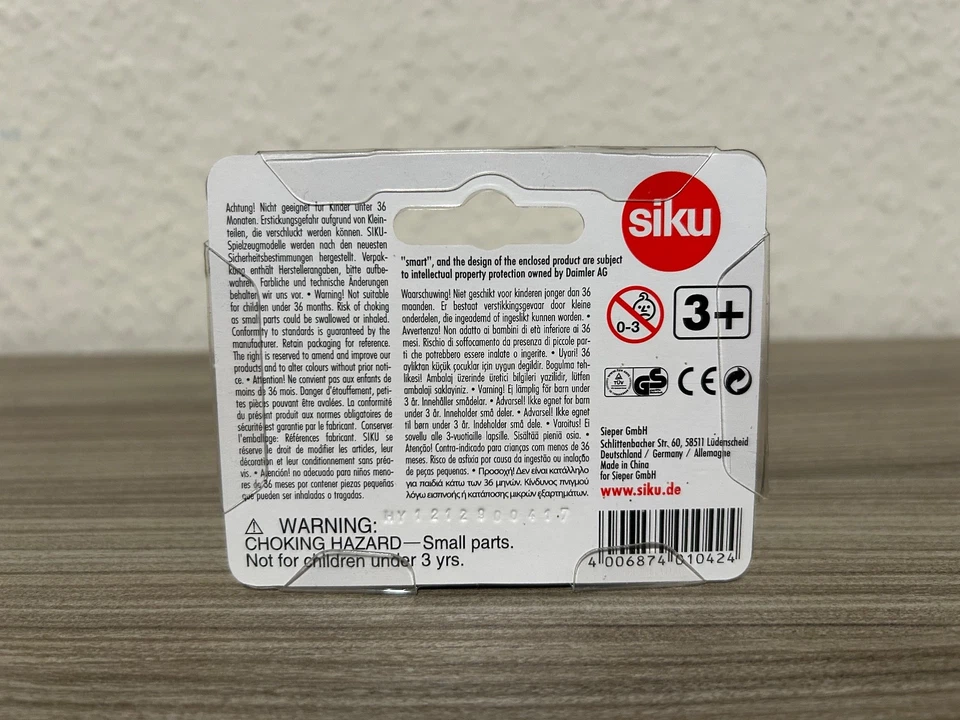 Achtung! Nicht geeignet für Kinder unter 36
Monaten. Erstickungsgefahr aufgrund von Klein-
teilen, die verschluckt werden können. SIKU-
Spielzeugmodelle werden nach den neuesten
Sicherheitsbestimmungen hergestellt. Verpak-
kung enthält Herstellerangaben, bitte aufbe-
wahren. Farbliche und technische Änderungen
behalten wir uns vor. • Warning! Not suitable
for children under 36 months. Risk of choking
as small parts could be swallowed or inhaled.
Conformity to standards is guaranteed by the
manufacturer. Retain packaging for reference.
The right is reserved to amend and improve our
products and to alter colours without prior noti-
ce. • Attention! Ne convient pas aux enfants de
moins de 36 mois. Danger d'étouffement, peti-
tes pièces pouvant être avalées. La conformité
du présent produit aux normes obligatoires de
sécurité est garantie par le fabricant. Conserver
l'emballage: Références fabricant. SIKU se
réserve le droit de modifier les articles, leur
décoration et leur conditionnement sans préa-
vis. • Atención! no adecuado para niños meno-
res de 36 meses por contener piezas pequeñas
que pueden ser inhaladas o tragadas.
"smart", and the design of the enclosed product are subject
to intellectual property protection owned by Daimler AG
Waarschuwing! Niet geschikt voor kinderen jonger dan 36
maanden. Er bestaat verstikkingsgevaar door kleine
onderdelen, die ingeademd of ingeslikt kunnen worden. •
Avvertenza! Non adatto ai bambini di età inferiore ai 36
mesi. Rischio di soffocamento da presenza di piccole par-
ti che potrebbero essere inalate o ingerite. • Uyari! 36
ayliktan küçük çocuklar için uygun degildir. Bogulma teh-
likesi! Ambalaj üzerinde üretici bilgileri yazilidir, lütfen
ambalaji saklayiniz. • Varning! Ei lämplig för barn under
3 år. Innehåller smådelar. • Advarsel! Ikke egnet for barn
under 3 år. Inneholder små deler. • Advarsel! Ikke egnet
til børn under 3 år. Indeholder små dele. • Varoitus! Ei
sovellu alle 3-vuotiaille lapsille. Sisältää pieniä osia. •
Atenção! Contra-indicado para crianças com menos de 36
meses. Risco de asfixia por causa da ingestão ou inalação
de peças pequenas. • Προσοχή! Δεν είναι κατάλληλο
για παιδιά κάτω των 36 μηνών. Κίνδυνος πνιγμού
λόγω εισπνοής ή κατάποσης μικρών εξαρτημάτων.
siku
0-3
3+
TÜV
GS
CE
Sieper GmbH
Schlittenbacher Str. 60, 58511 Lüdenscheid
Deutschland / Germany / Allemagne
Made in China
for Sieper GmbH
www.siku.de
HY1212900417
WARNING:
CHOKING HAZARD—Small parts.
Not for children under 3 yrs.
4 006874 010424